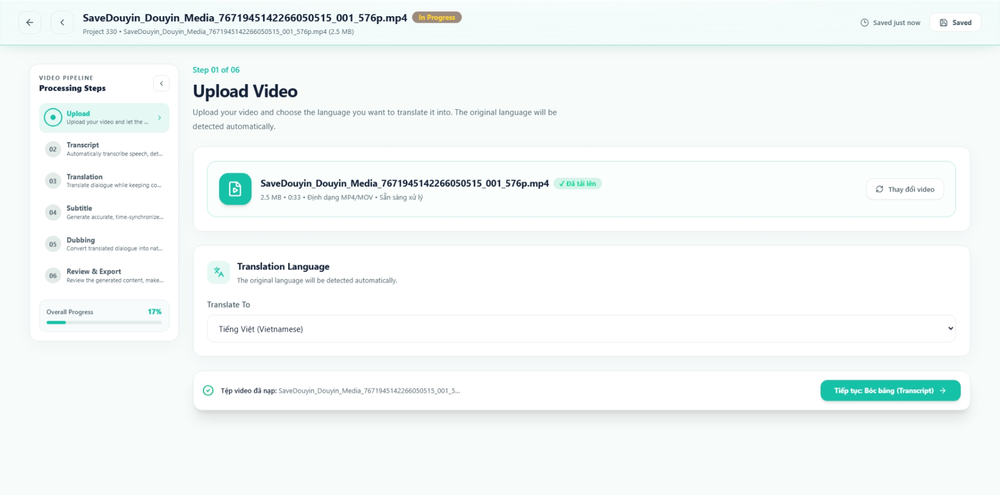 SaveDouyin_Douyin_Media_7671945142266050515_001_576p.mp4
In Progress
Project 330 • SaveDouyin_Douyin_Media_7671945142266050515_001_576p.mp4 (2.5 MB)
Saved just now
Saved
VIDEO PIPELINE
Processing Steps
Upload
Upload your video and let the ...
02
Transcript
Automatically transcribe speech, det...
03
Translation
Translate dialogue while keeping co...
04
Subtitle
Generate accurate, time-synchronize...
05
Dubbing
Convert translated dialogue into nat...
06
Review & Export
Review the generated content, make...
Overall Progress
17%
Step 01 of 06
Upload Video
Upload your video and choose the language you want to translate it into. The original language will be
detected automatically.
SaveDouyin_Douyin_Media_7671945142266050515_001_576p.mp4
✓ Đã tải lên
2.5 MB • 0:33 • Định dạng MP4/MOV • Sẵn sàng xử lý
Thay đổi video
Translation Language
The original language will be detected automatically.
Translate To
Tiếng Việt (Vietnamese)
Tệp video đã nạp: SaveDouyin_Douyin_Media_7671945142266050515_001_5...
Tiếp tục: Bóc băng (Transcript) →